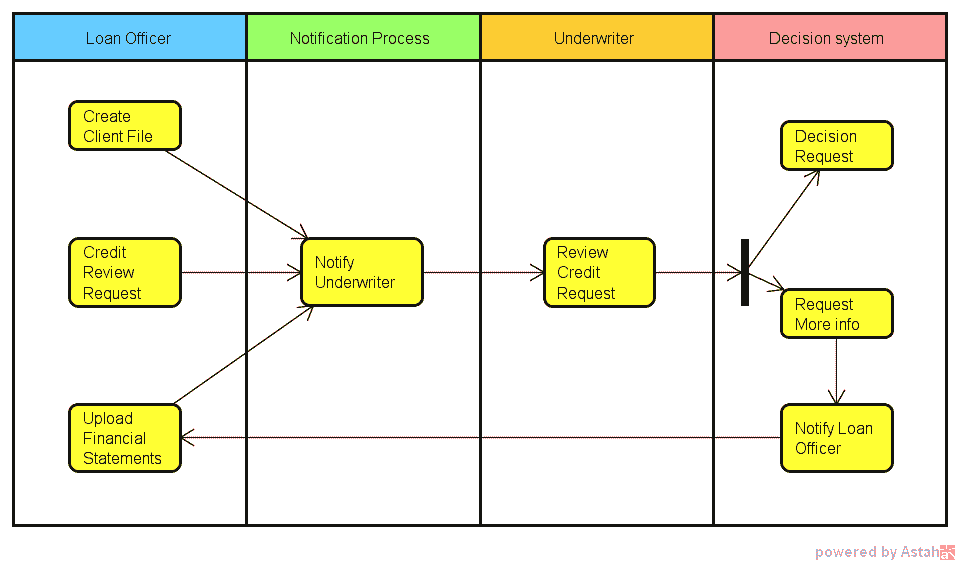 Loan Officer
Notification Process
Underwriter
Decision system
Create
Client File
Decision
Request
Credit
Review
Request
Notify
Underwriter
Review
Credit
Request
Request
More info
Upload
Financial
Statements
Notify Loan
Officer
powered by Astah